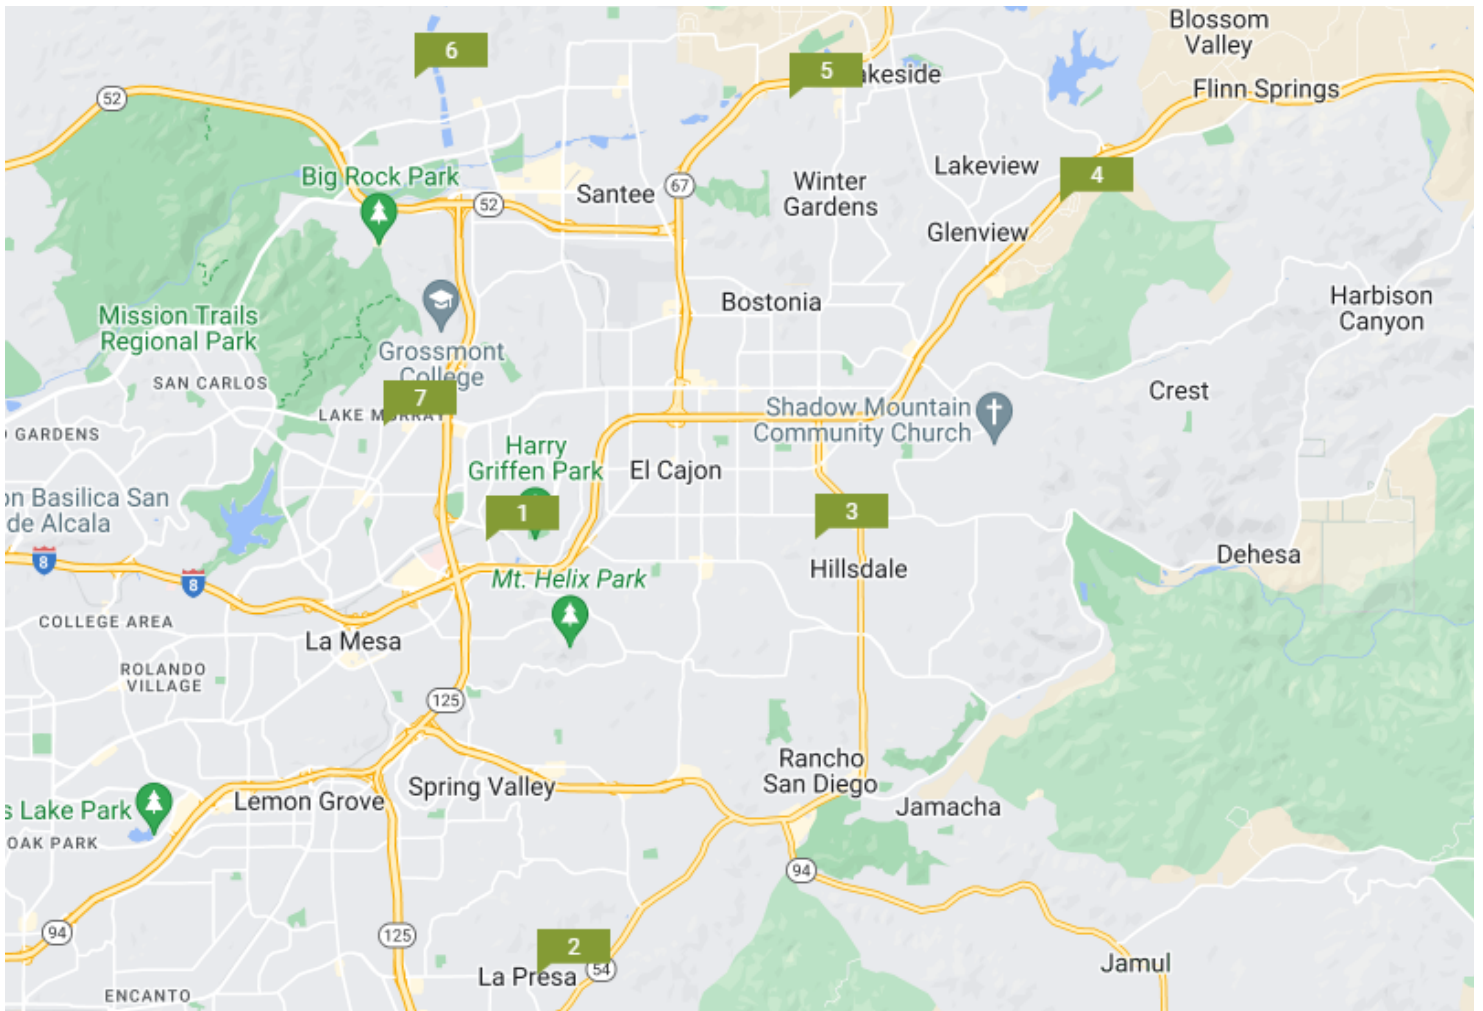 Blossom
Valley
6
5
akeside
Flinn Springs
52
Lakeview
4
Big Rock Park
Santee
67
Winter
Gardens
52
Glenview
Bostonia
Harbison
Canyon
Mission Trails
Regional Park
Grossmont
College
SAN CARLOS
Crest
7
LAKE MURRAY
Shadow Mountain
Community Church
GARDENS
Harry
Griffen Park
El Cajon
on Basilica San
de Alcala
1
3
8
8
Dehesa
Hillsdale
Mt. Helix Park
COLLEGE AREA
La Mesa
ROLANDO
VILLAGE
125
Rancho
San Diego
Spring Valley
Lemon Grove
s Lake Park
Jamacha
OAK PARK
94
94
125
2
La Presa
54
Jamul
ENCANTO